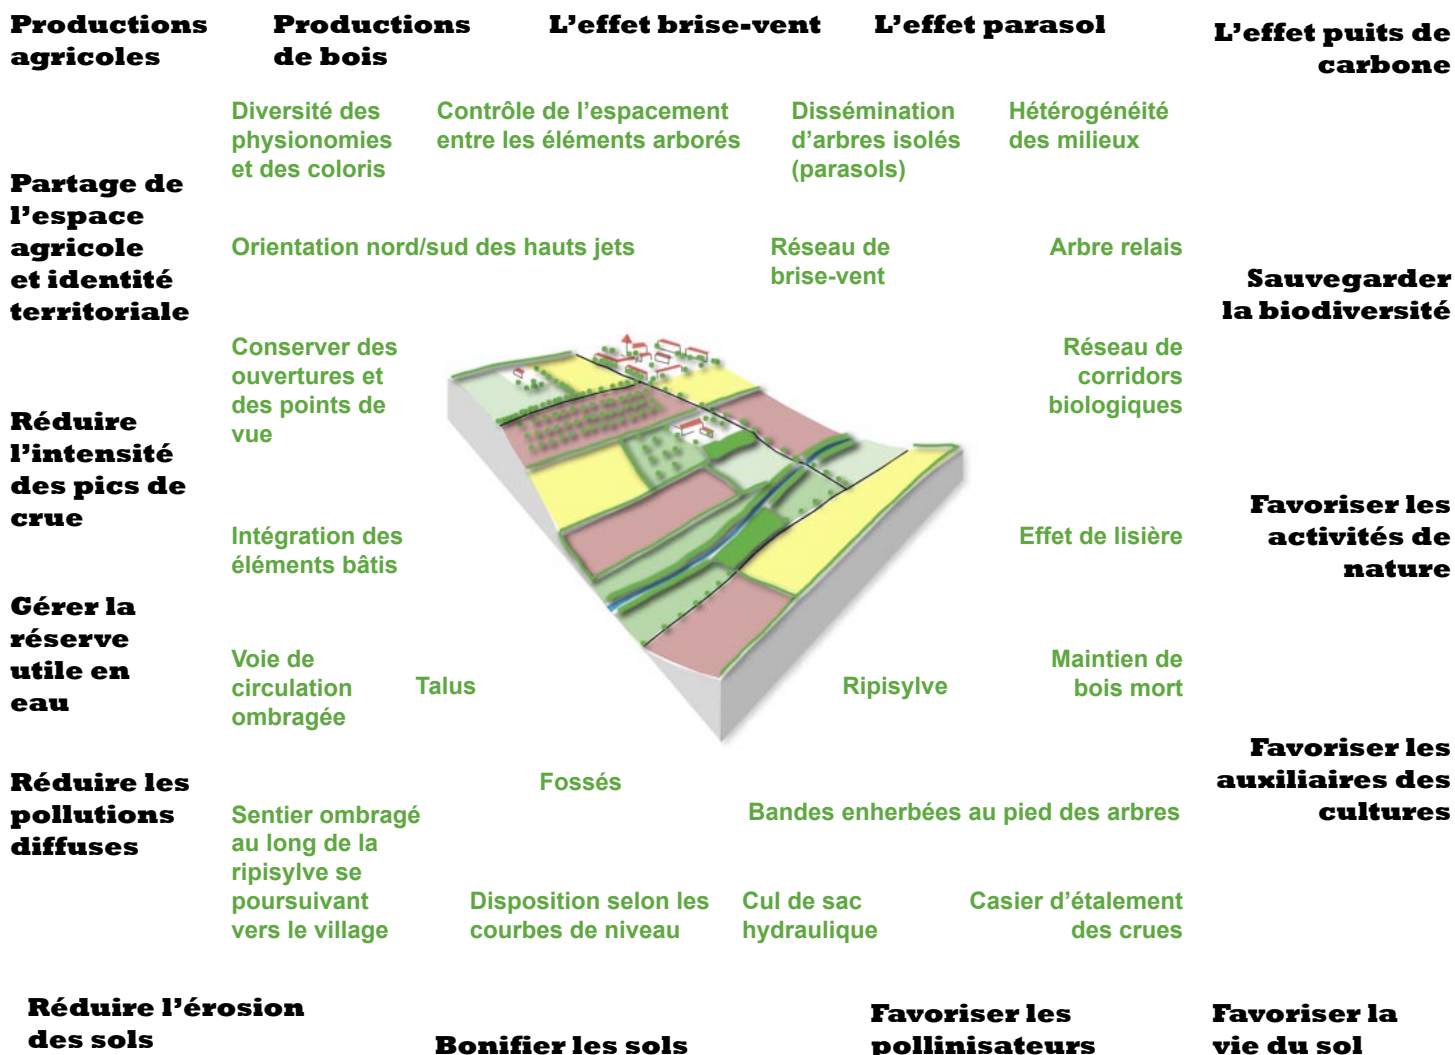 Productions
agricoles
Productions
de bois
L'effet brise-vent
L'effet parasol
L'effet puits de
carbone
Diversité des
physionomies
et des coloris
Contrôle de l'espacement
entre les éléments arborés
Dissémination
d'arbres isolés
(parasols)
Hétérogénéité
des milieux
Partage de
l'espace
agricole
et identité
territoriale
Orientation nord/sud des hauts jets
Réseau de
brise-vent
Arbre relais
Sauvegarder
la biodiversité
Conserver des
ouvertures et
des points de
vue
Réseau de
corridors
biologiques
Réduire
l'intensité
des pics de
crue
Favoriser les
activités de
nature
Intégration des
éléments bâtis
Effet de lisière
Gérer la
réserve
utile en
eau
Voie de
circulation
ombragée
Talus
Ripisylve
Maintien de
bois mort
Favoriser les
auxiliaires des
cultures
Réduire les
pollutions
diffuses
Fossés
Sentier ombragé
au long de la
ripisylve se
poursuivant
vers le village
Bandes enherbées au pied des arbres
Disposition selon les
courbes de niveau
Cul de sac
hydraulique
Casier d'étalement
des crues
Réduire l'érosion
des sols
Bonifier les sols
Favoriser les
pollinisateurs
Favoriser la
vie du sol